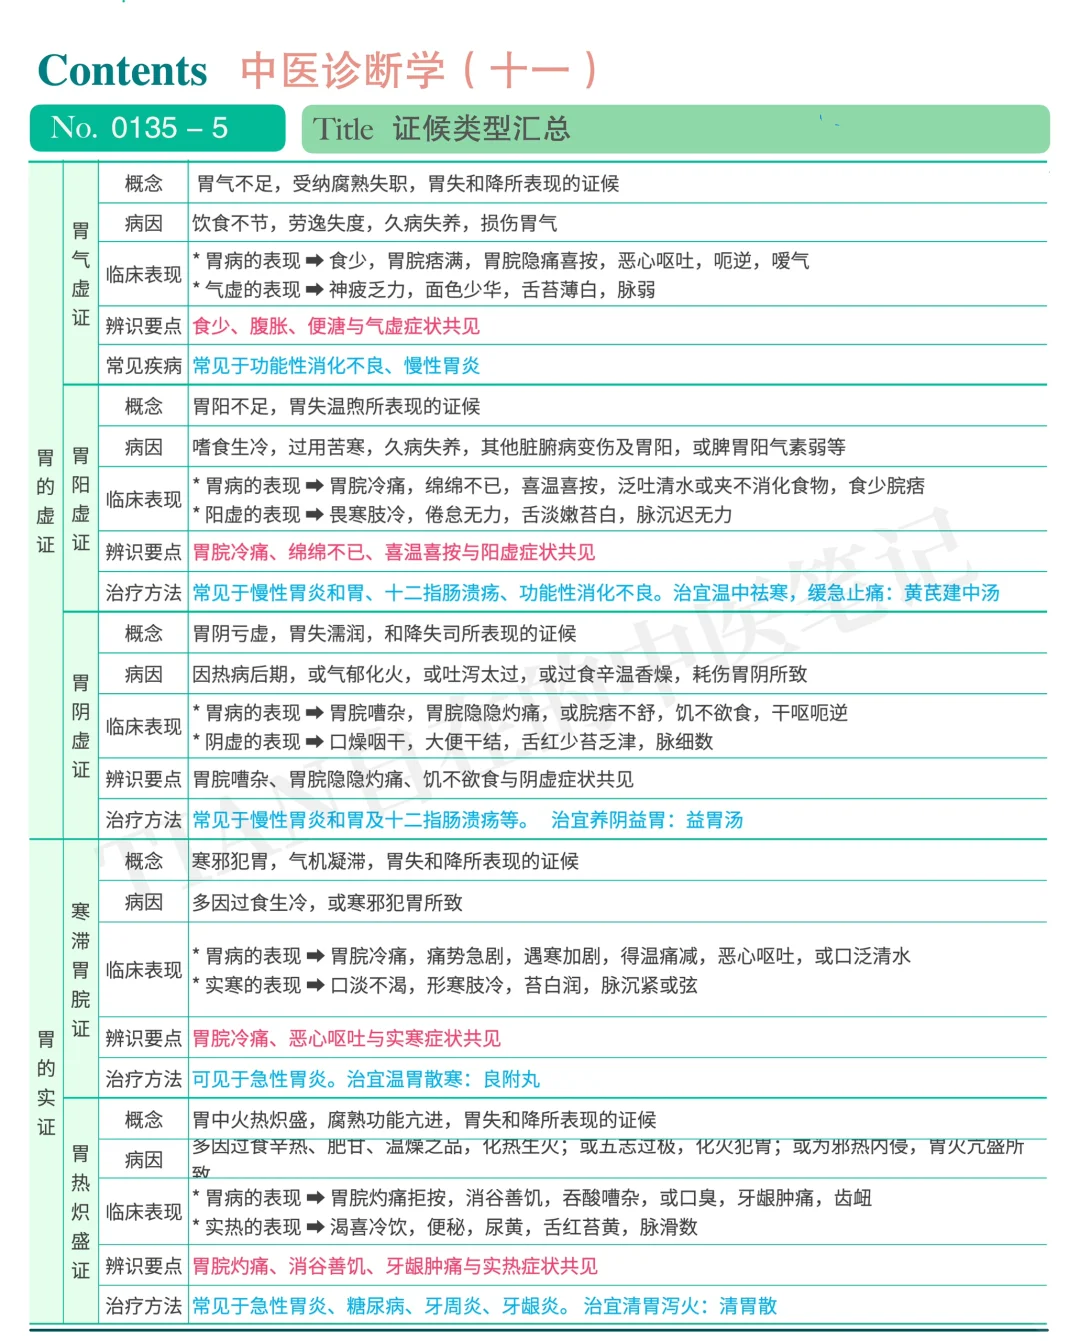 Contents 中医诊断学（十一）
No. 0135 – 5
Title 证候类型汇总
胃的虚证
胃气虚证
概念 胃气不足，受纳腐熟失职，胃失和降所表现的证候
病因 饮食不节，劳逸失度，久病失养，损伤胃气
临床表现
* 胃病的表现 ➡ 食少，胃脘痞满，胃脘隐痛喜按，恶心呕吐，呃逆，嗳气
* 气虚的表现 ➡ 神疲乏力，面色少华，舌苔薄白，脉弱
辨识要点 食少、腹胀、便溏与气虚症状共见
常见疾病 常见于功能性消化不良、慢性胃炎
胃阳虚证
概念 胃阳不足，胃失温煦所表现的证候
病因 嗜食生冷，过用苦寒，久病失养，其他脏腑病变伤及胃阳，或脾胃阳气素弱等
临床表现
* 胃病的表现 ➡ 胃脘冷痛，绵绵不已，喜温喜按，泛吐清水或夹不消化食物，食少脘痞
* 阳虚的表现 ➡ 畏寒肢冷，倦怠无力，舌淡嫩苔白，脉沉迟无力
辨识要点 胃脘冷痛、绵绵不已、喜温喜按与阳虚症状共见
治疗方法 常见于慢性胃炎和胃、十二指肠溃疡、功能性消化不良。治宜温中祛寒，缓急止痛：黄芪建中汤
胃阴虚证
概念 胃阴亏虚，胃失濡润，和降失司所表现的证候
病因 因热病后期，或气郁化火，或吐泻太过，或过食辛温香燥，耗伤胃阴所致
临床表现
* 胃病的表现 ➡ 胃脘嘈杂，胃脘隐隐灼痛，或脘痞不舒，饥不欲食，干呕呃逆
* 阴虚的表现 ➡ 口燥咽干，大便干结，舌红少苔乏津，脉细数
辨识要点 胃脘嘈杂、胃脘隐隐灼痛、饥不欲食与阴虚症状共见
治疗方法 常见于慢性胃炎和胃及十二指肠溃疡等。 治宜养阴益胃：益胃汤
胃的实证
寒滞胃脘证
概念 寒邪犯胃，气机凝滞，胃失和降所表现的证候
病因 多因过食生冷，或寒邪犯胃所致
临床表现
* 胃病的表现 ➡ 胃脘冷痛，痛势急剧，遇寒加剧，得温痛减，恶心呕吐，或口泛清水
* 实寒的表现 ➡ 口淡不渴，形寒肢冷，苔白润，脉沉紧或弦
辨识要点 胃脘冷痛、恶心呕吐与实寒症状共见
治疗方法 可见于急性胃炎。治宜温胃散寒：良附丸
胃热炽盛证
概念 胃中火热炽盛，腐熟功能亢进，胃失和降所表现的证候
病因 多因过食辛热、肥甘、温燥之品，化热生火；或五志过极，化火犯胃；或为邪热内侵，胃火亢盛所
致
临床表现
* 胃病的表现 ➡ 胃脘灼痛拒按，消谷善饥，吞酸嘈杂，或口臭，牙龈肿痛，齿衄
* 实热的表现 ➡ 渴喜冷饮，便秘，尿黄，舌红苔黄，脉滑数
辨识要点 胃脘灼痛、消谷善饥、牙龈肿痛与实热症状共见
治疗方法 常见于急性胃炎、糖尿病、牙周炎、牙龈炎。 治宜清胃泻火：清胃散